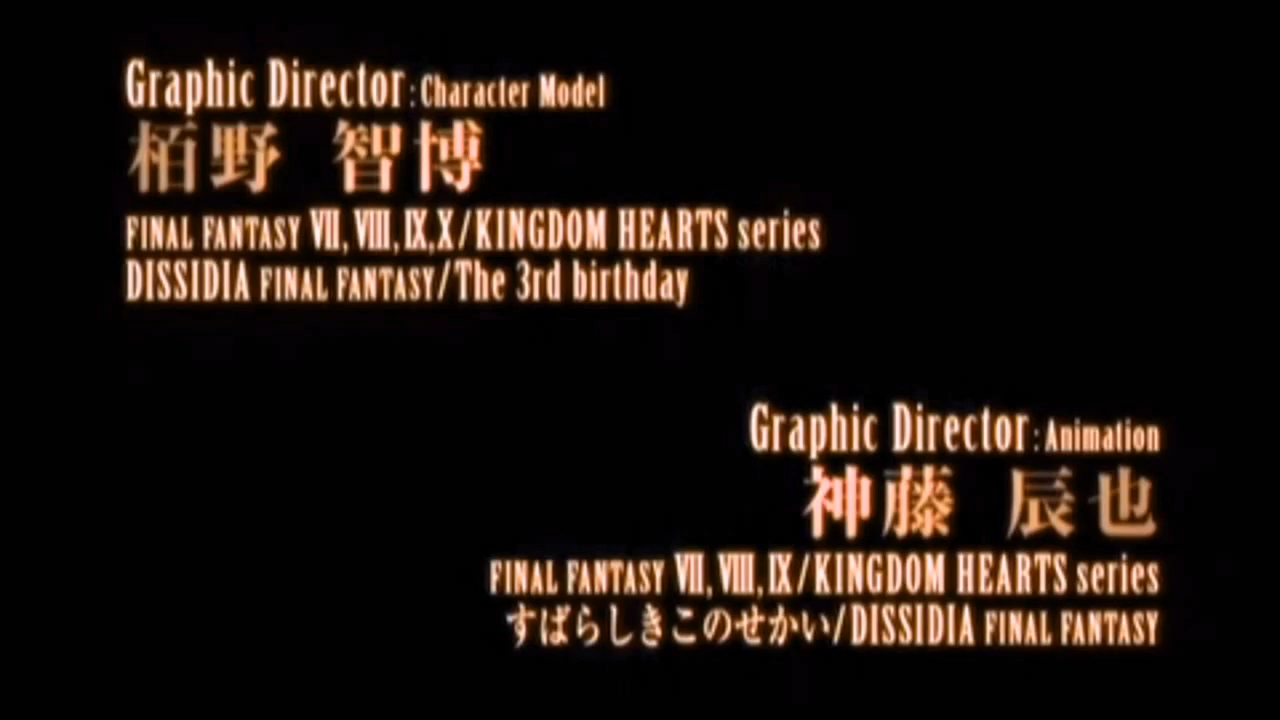 Graphic Director:Character Model
栢野 智博
FINAL FANTASY Ⅶ,Ⅷ,Ⅸ,Ⅹ/KINGDOM HEARTS series
DISSIDIA FINAL FANTASY/The 3rd birthday
Graphic Director:Animation
神藤 辰也
FINAL FANTASY Ⅶ,Ⅷ,Ⅸ/KINGDOM HEARTS series
すばらしきこのせかい/DISSIDIA FINAL FANTASY